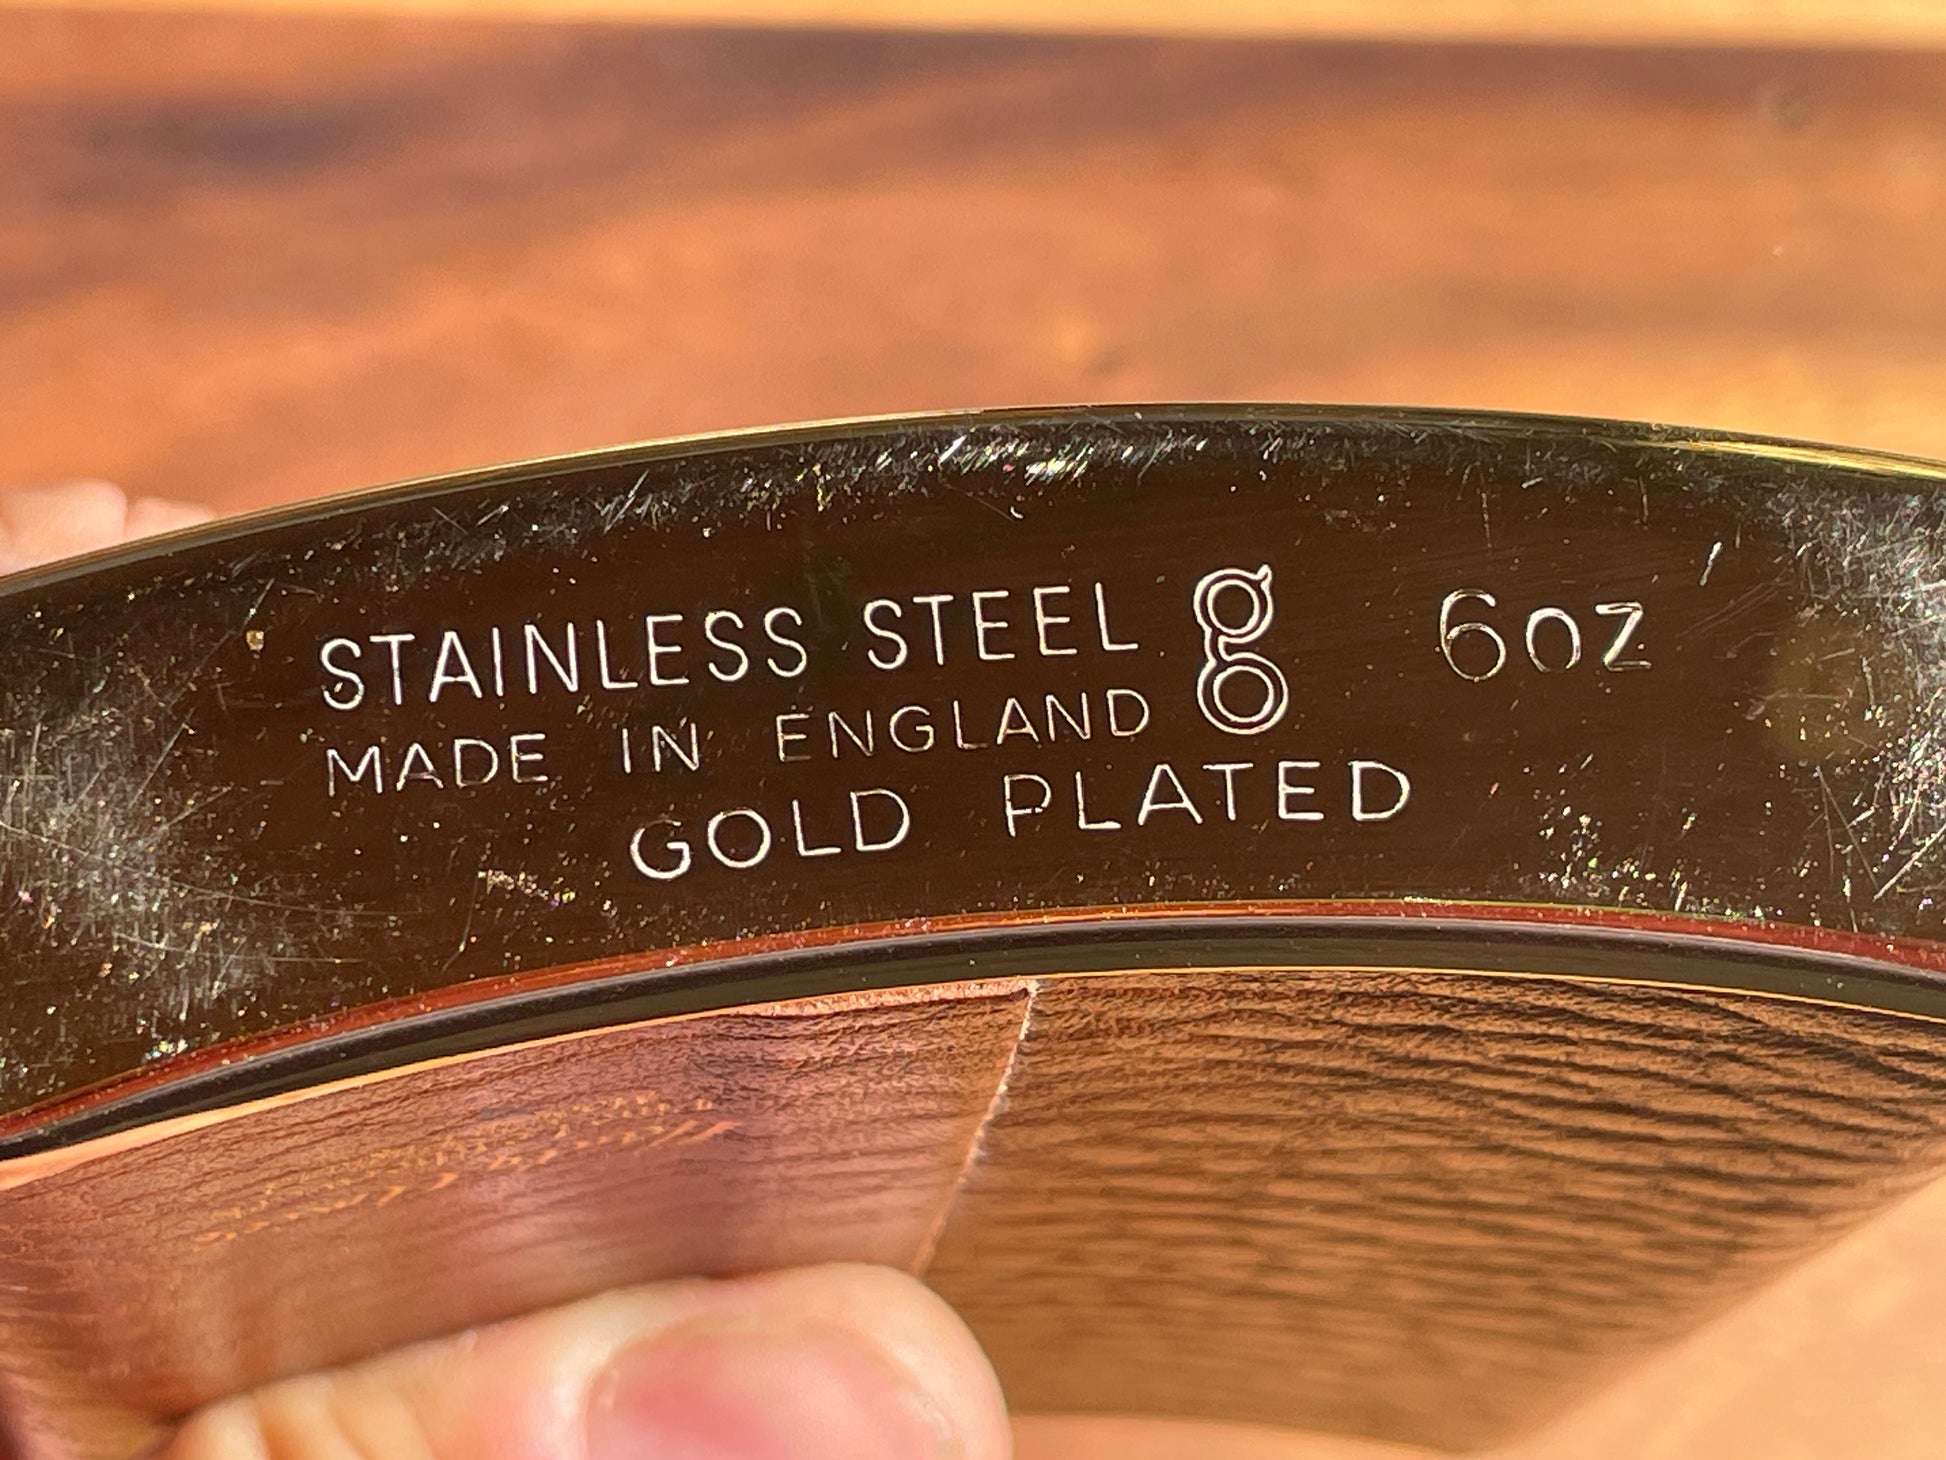 STAINLESS STEEL g 6oz
MADE IN ENGLAND
GOLD PLATED